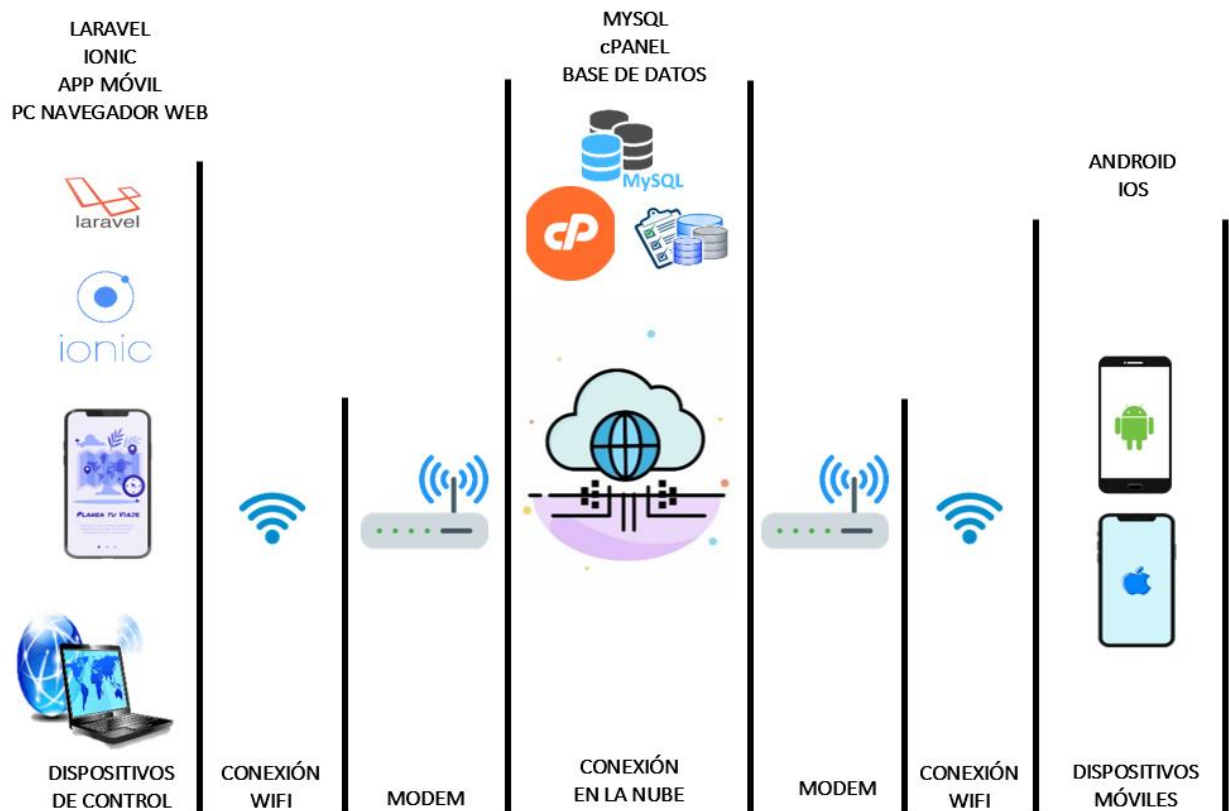 LARAVEL
IONIC
APP MÓVIL
PC NAVEGADOR WEB
MYSQL
cPANEL
BASE DE DATOS
ANDROID
IOS
laravel
ionic
PLANEA TU VIAJE
MySQL
cP
DISPOSITIVOS
DE CONTROL
CONEXIÓN
WIFI
MODEM
CONEXIÓN
EN LA NUBE
MODEM
CONEXIÓN
WIFI
DISPOSITIVOS
MÓVILES